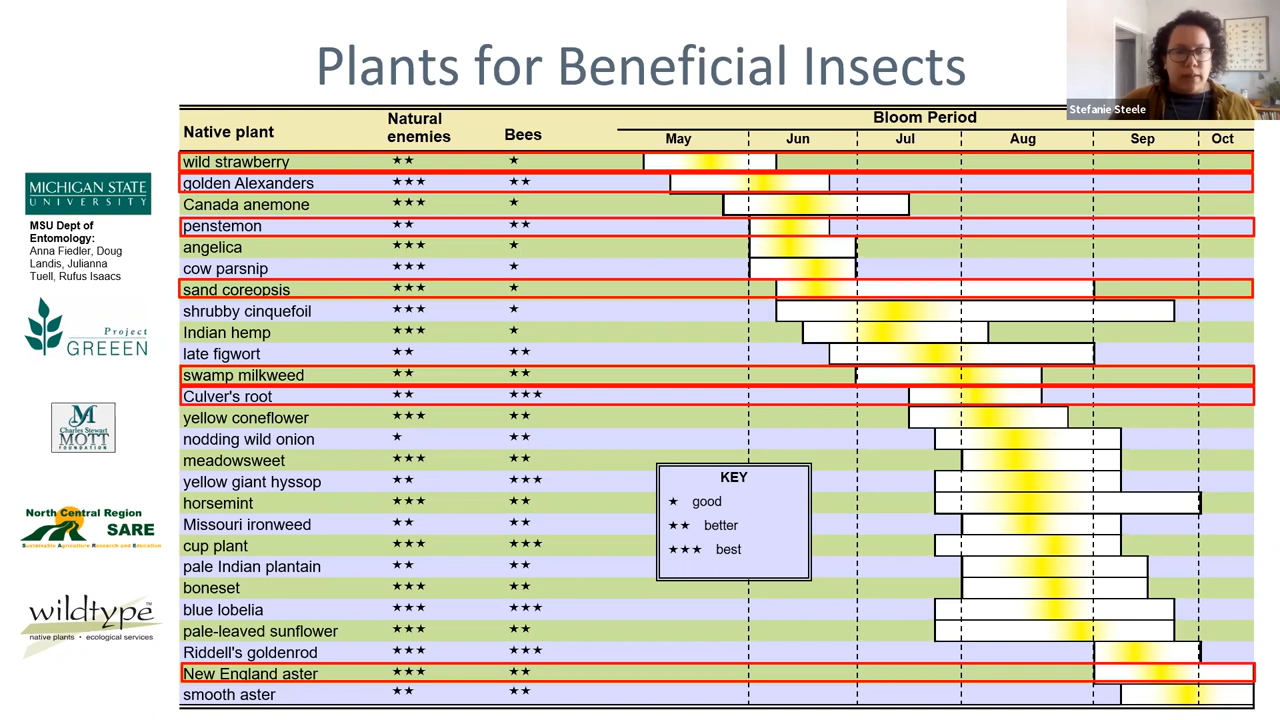 Plants for Beneficial Insects
Stefanie Steele
Native plant Natural enemies Bees Bloom Period
May Jun Jul Aug Sep Oct
wild strawberry ★★ ★
golden Alexanders ★★★ ★★
Canada anemone ★★★ ★
penstemon ★★ ★★
angelica ★★★ ★
cow parsnip ★★★ ★
sand coreopsis ★★★ ★
shrubby cinquefoil ★★★ ★
Indian hemp ★★★ ★
late figwort ★★ ★★
swamp milkweed ★★ ★★
Culver's root ★★ ★★★
yellow coneflower ★★★ ★★
nodding wild onion ★ ★★
meadowsweet ★★★ ★★
yellow giant hyssop ★★ ★★★
horsemint ★★★ ★★
Missouri ironweed ★★ ★★
cup plant ★★★ ★★★
pale Indian plantain ★★ ★★
boneset ★★★ ★★
blue lobelia ★★★ ★★★
pale-leaved sunflower ★★★ ★★
Riddell's goldenrod ★★★ ★★★
New England aster ★★★ ★★
smooth aster ★★ ★★
KEY
★ good
★★ better
★★★ best
MICHIGAN STATE
UNIVERSITY
MSU Dept of
Entomology:
Anna Fiedler, Doug
Landis, Julianna
Tuell, Rufus Isaacs
Project
GREEEN
M
Charles Stewart
MOTT
FOUNDATION
North Central Region
SARE
Sustainable Agriculture Research and Education
wildtype™
native plants • ecological services